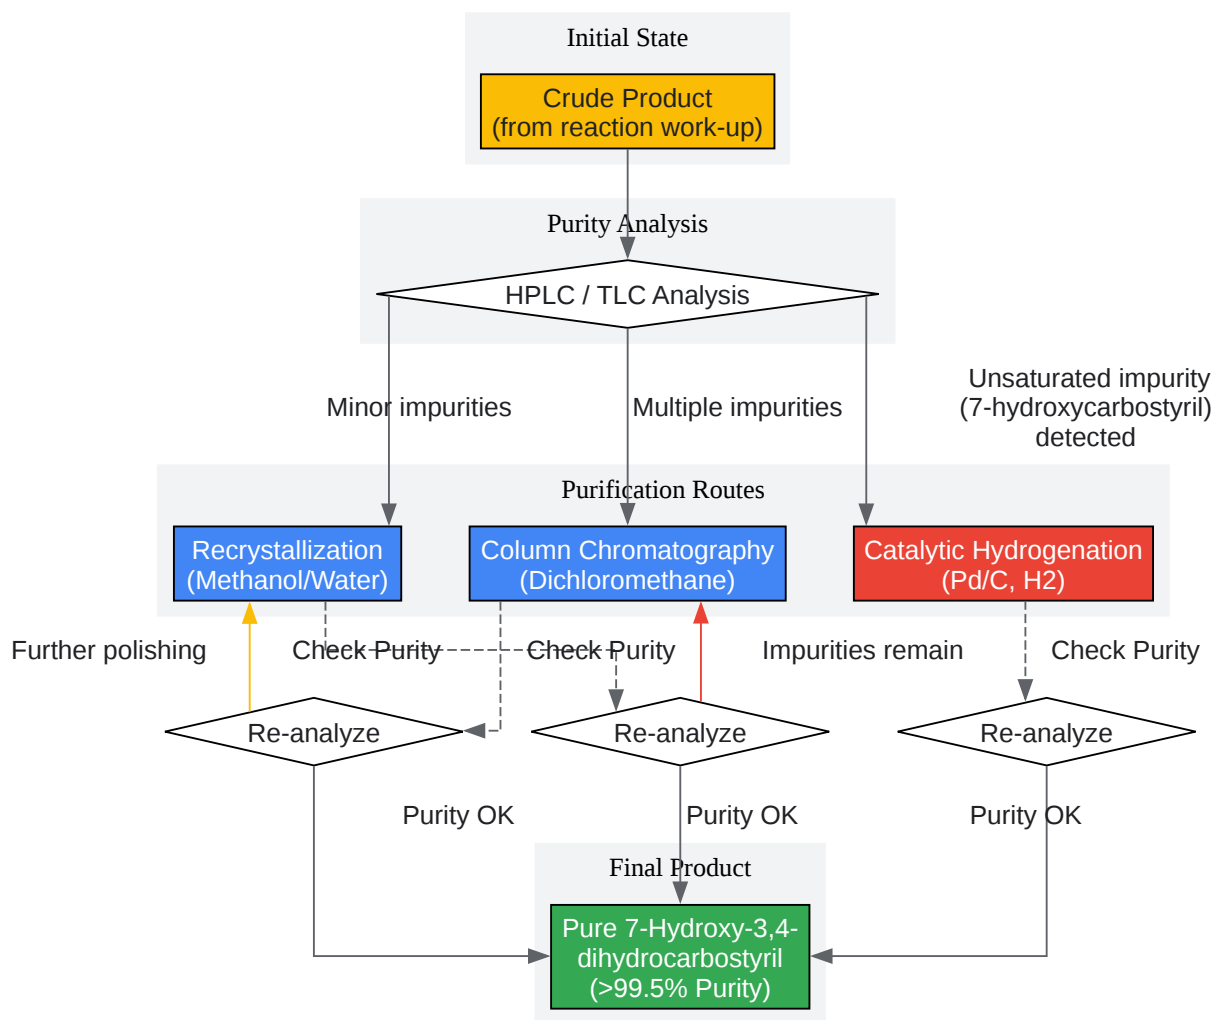 Initial State
Crude Product
(from reaction work-up)
Purity Analysis
HPLC / TLC Analysis
Minor impurities
Multiple impurities
Unsaturated impurity
(7-hydroxycarbostyril)
detected
Purification Routes
Recrystallization
(Methanol/Water)
Column Chromatography
(Dichloromethane)
Catalytic Hydrogenation
(Pd/C, H2)
Further polishing
Check Purity
Check Purity
Impurities remain
Check Purity
Re-analyze
Re-analyze
Re-analyze
Purity OK
Purity OK
Purity OK
Final Product
Pure 7-Hydroxy-3,4-
dihydrocarbostyril
(>99.5% Purity)